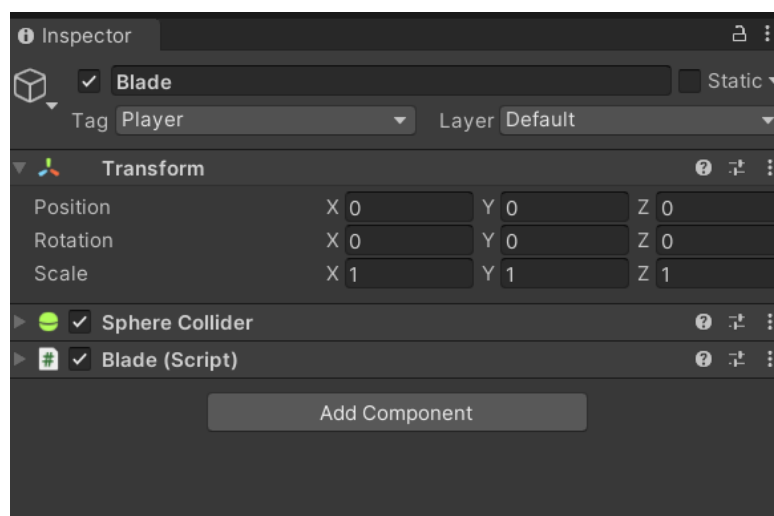 Inspector
Blade Static
Tag Player Layer Default
Transform
Position X 0 Y 0 Z 0
Rotation X 0 Y 0 Z 0
Scale X 1 Y 1 Z 1
Sphere Collider
# Blade (Script)
Add Component